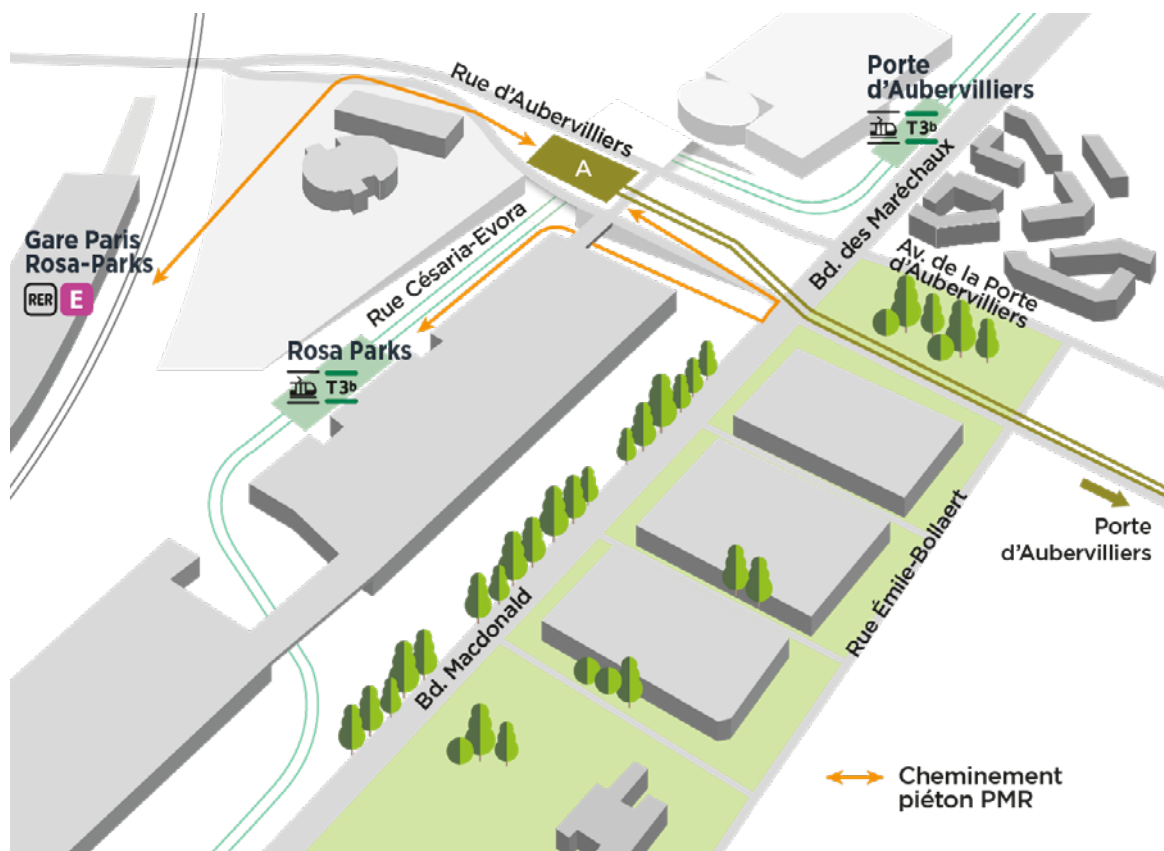 Rue d'Aubervilliers
Porte
d'Aubervilliers
T3b
A
Bd. des Maréchaux
Gare Paris
Rosa-Parks
RER E
Rue Césaria-Evora
Av. de la Porte
d'Aubervilliers
Rosa Parks
T3b
Porte
d'Aubervilliers
Rue Émile-Bollaert
Bd. Macdonald
Cheminement
piéton PMR